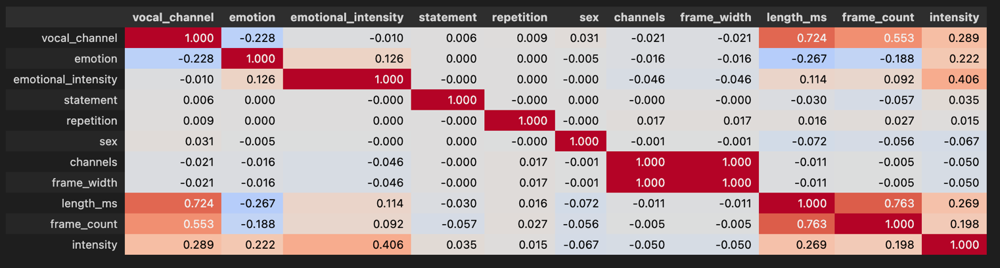 vocal_channel emotion emotional_intensity statement repetition sex channels frame_width length_ms frame_count intensity
vocal_channel 1.000 -0.228 -0.010 0.006 0.009 0.031 -0.021 -0.021 0.724 0.553 0.289
emotion -0.228 1.000 0.126 0.000 0.000 -0.005 -0.016 -0.016 -0.267 -0.188 0.222
emotional_intensity -0.010 0.126 1.000 -0.000 0.000 -0.000 -0.046 -0.046 0.114 0.092 0.406
statement 0.006 0.000 -0.000 1.000 -0.000 0.000 -0.000 -0.000 -0.030 -0.057 0.035
repetition 0.009 0.000 0.000 -0.000 1.000 -0.000 0.017 0.017 0.016 0.027 0.015
sex 0.031 -0.005 -0.000 0.000 -0.000 1.000 -0.001 -0.001 -0.072 -0.056 -0.067
channels -0.021 -0.016 -0.046 -0.000 0.017 -0.001 1.000 1.000 -0.011 -0.005 -0.050
frame_width -0.021 -0.016 -0.046 -0.000 0.017 -0.001 1.000 1.000 -0.011 -0.005 -0.050
length_ms 0.724 -0.267 0.114 -0.030 0.016 -0.072 -0.011 -0.011 1.000 0.763 0.269
frame_count 0.553 -0.188 0.092 -0.057 0.027 -0.056 -0.005 -0.005 0.763 1.000 0.198
intensity 0.289 0.222 0.406 0.035 0.015 -0.067 -0.050 -0.050 0.269 0.198 1.000